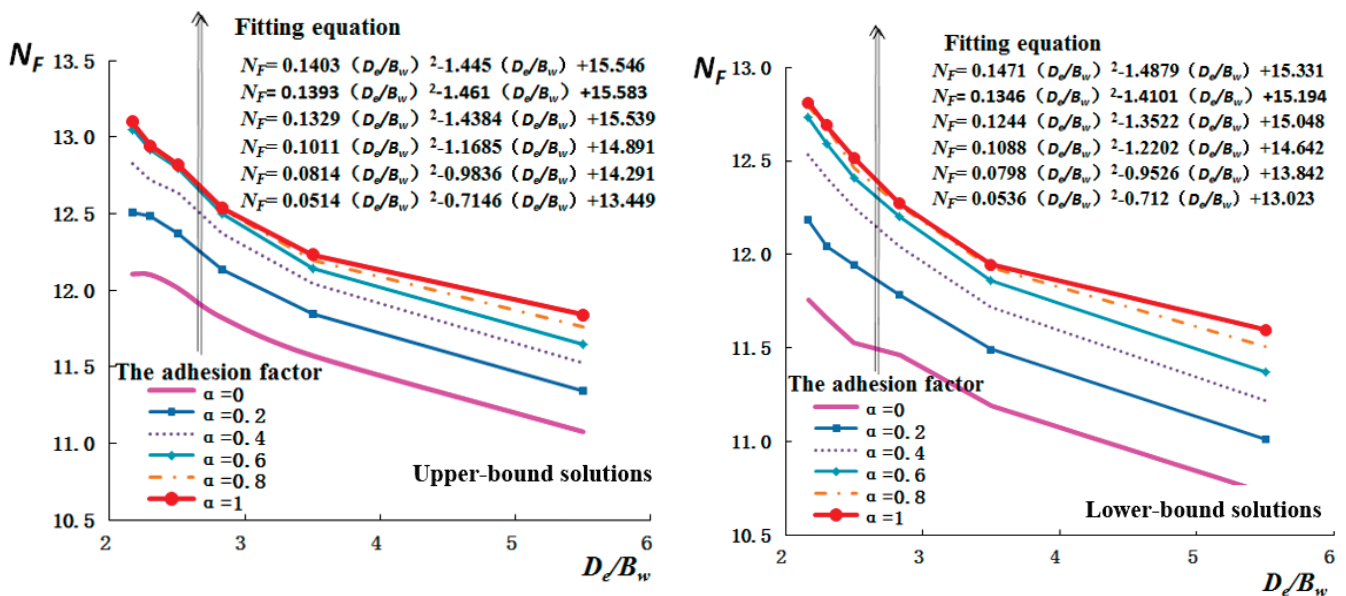 Fitting equation
N_F
N_F= 0.1403 (D_e/B_w) ²-1.445 (D_e/B_w) +15.546
N_F= 0.1393 (D_e/B_w) ²-1.461 (D_e/B_w) +15.583
N_F= 0.1329 (D_e/B_w) ²-1.4384 (D_e/B_w) +15.539
N_F= 0.1011 (D_e/B_w) ²-1.1685 (D_e/B_w) +14.891
N_F= 0.0814 (D_e/B_w) ²-0.9836 (D_e/B_w) +14.291
N_F= 0.0514 (D_e/B_w) ²-0.7146 (D_e/B_w) +13.449
13.5
13.0
12.5
12.0
11.5
11.0
10.5
The adhesion factor
α=0
α=0.2
α=0.4
α=0.6
α=0.8
α=1
Upper-bound solutions
2
3
4
5
6
D_e/B_w
Fitting equation
N_F
N_F= 0.1471 (D_e/B_w) ²-1.4879 (D_e/B_w) +15.331
N_F= 0.1346 (D_e/B_w) ²-1.4101 (D_e/B_w) +15.194
N_F= 0.1244 (D_e/B_w) ²-1.3522 (D_e/B_w) +15.048
N_F= 0.1088 (D_e/B_w) ²-1.2202 (D_e/B_w) +14.642
N_F= 0.0798 (D_e/B_w) ²-0.9526 (D_e/B_w) +13.842
N_F= 0.0536 (D_e/B_w) ²-0.712 (D_e/B_w) +13.023
13.0
12.5
12.0
11.5
11.0
10.5
The adhesion factor
α=0
α=0.2
α=0.4
α=0.6
α=0.8
α=1
Lower-bound solutions
2
3
4
5
6
D_e/B_w